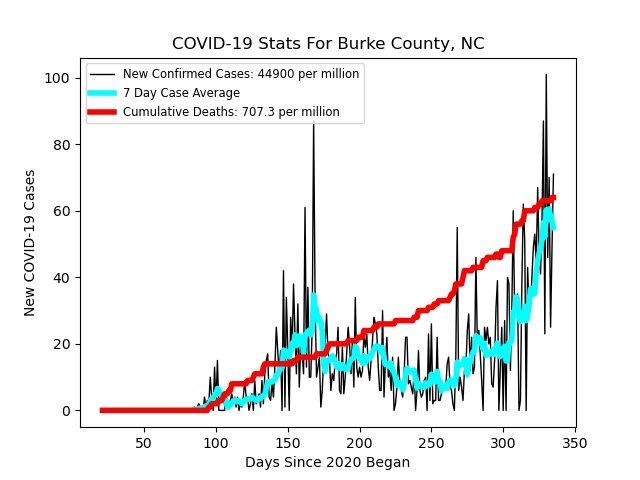 COVID-19 Stats For Burke County, NC
New Confirmed Cases: 44900 per million
7 Day Case Average
Cumulative Deaths: 707.3 per million
New COVID-19 Cases
100
80
60
40
20
0
50
100
150
200
250
300
350
Days Since 2020 Began